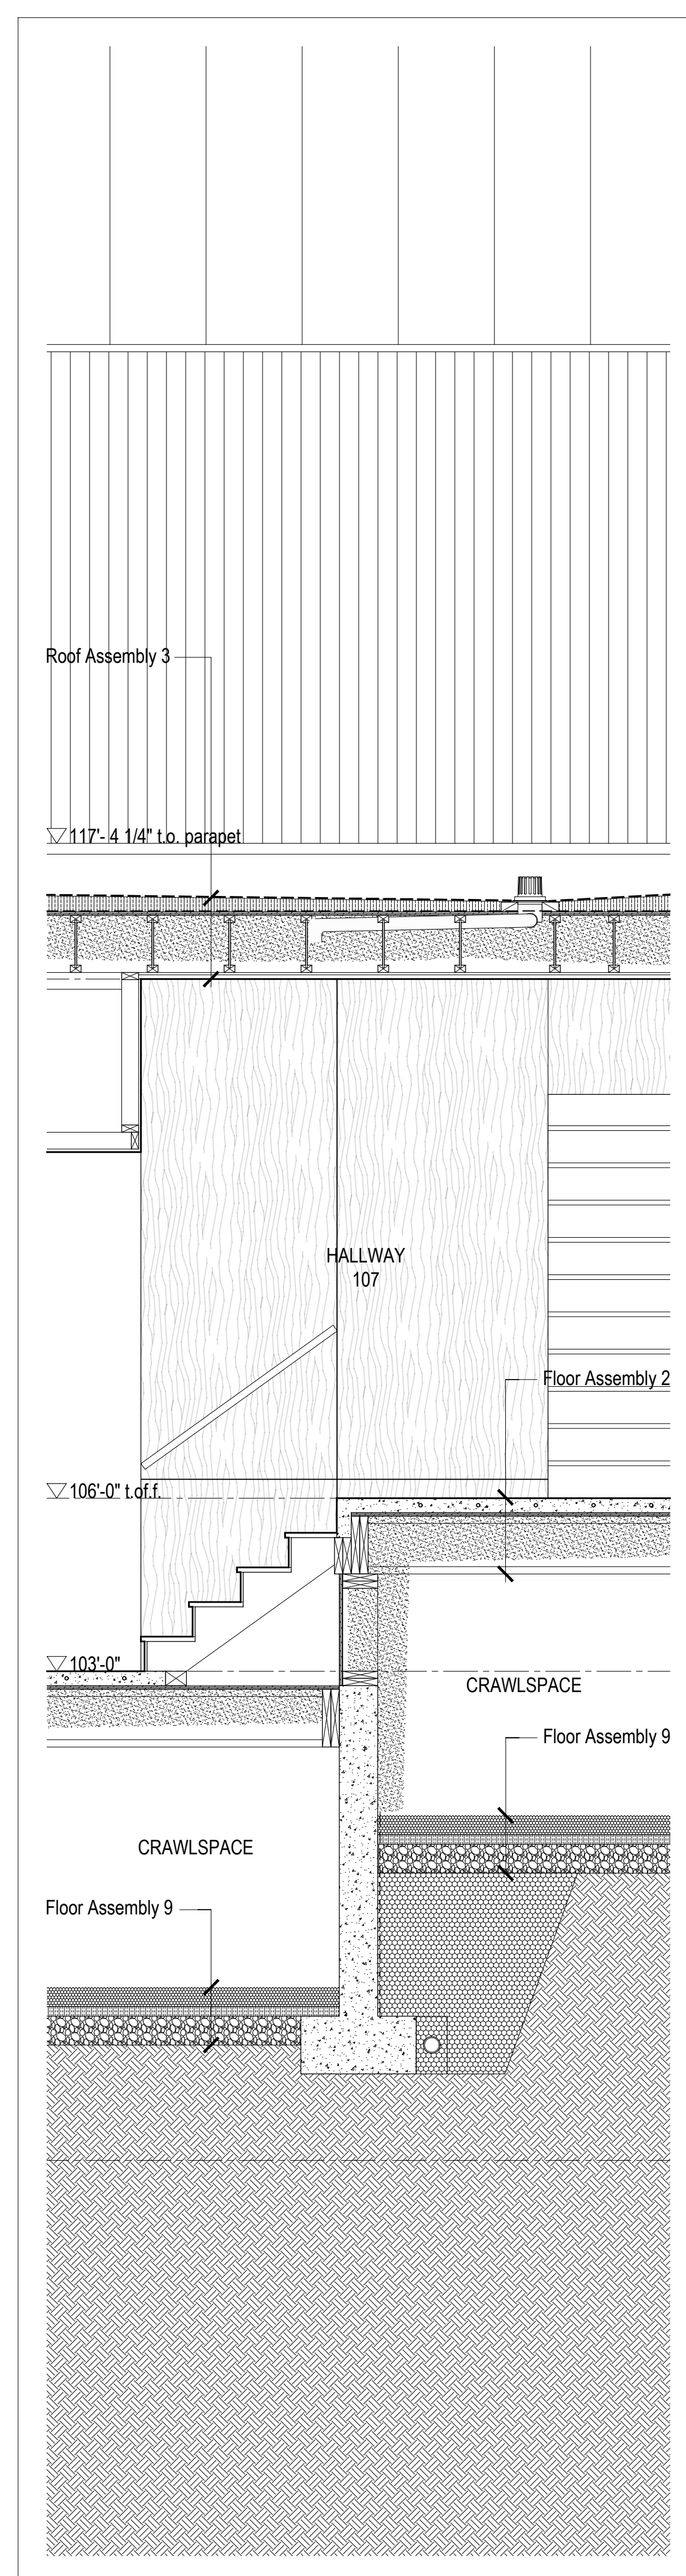 Roof Assembly 3
117'- 4 1/4" t.o. parapet
HALLWAY
107
Floor Assembly 2
106'-0" t.of.f.
103'-0"
CRAWLSPACE
Floor Assembly 9
CRAWLSPACE
Floor Assembly 9